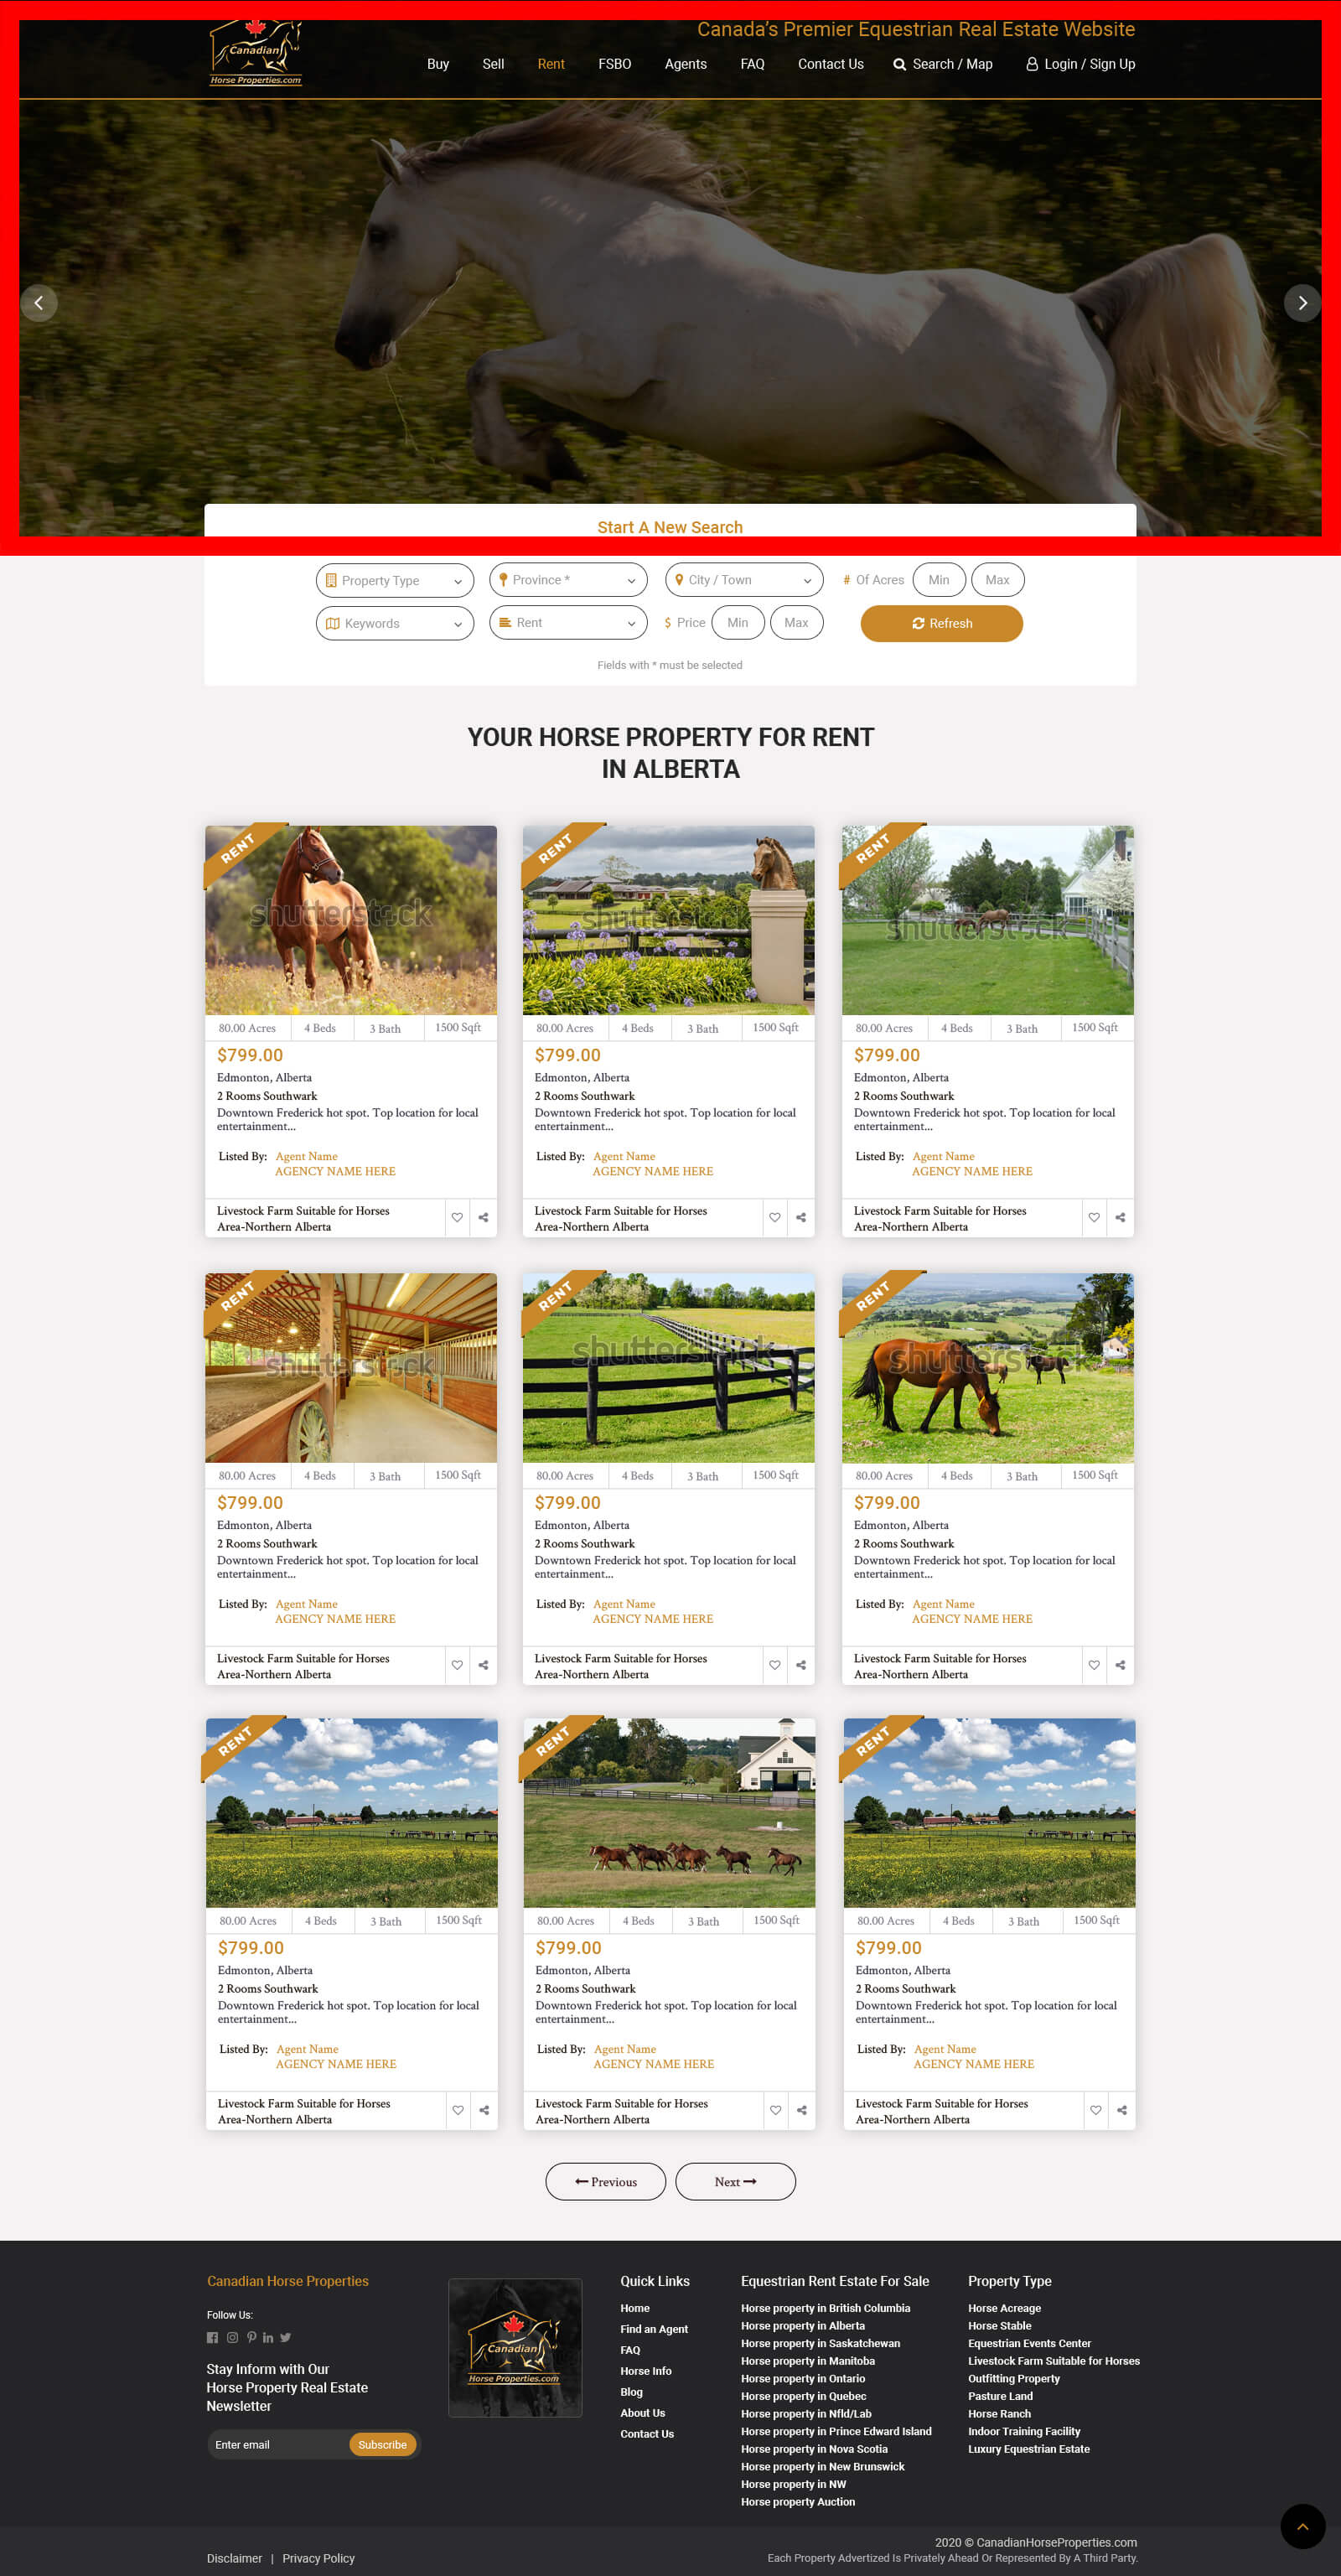 Canada's Premier Equestrian Real Estate Website
Canadian
Horse Properties.com
Buy Sell Rent FSBO Agents FAQ Contact Us Search / Map Login / Sign Up
Start A New Search
Property Type Province * City / Town # Of Acres Min Max
Keywords Rent $ Price Min Max Refresh
Fields with * must be selected
YOUR HORSE PROPERTY FOR RENT
IN ALBERTA
RENT
shutterstock
80.00 Acres 4 Beds 3 Bath 1500 Sqft
$799.00
Edmonton, Alberta
2 Rooms Southwark
Downtown Frederick hot spot. Top location for local
entertainment...
Listed By: Agent Name
AGENCY NAME HERE
Livestock Farm Suitable for Horses
Area-Northern Alberta
RENT
shutterstock
80.00 Acres 4 Beds 3 Bath 1500 Sqft
$799.00
Edmonton, Alberta
2 Rooms Southwark
Downtown Frederick hot spot. Top location for local
entertainment...
Listed By: Agent Name
AGENCY NAME HERE
Livestock Farm Suitable for Horses
Area-Northern Alberta
RENT
shutterstock
80.00 Acres 4 Beds 3 Bath 1500 Sqft
$799.00
Edmonton, Alberta
2 Rooms Southwark
Downtown Frederick hot spot. Top location for local
entertainment...
Listed By: Agent Name
AGENCY NAME HERE
Livestock Farm Suitable for Horses
Area-Northern Alberta
RENT
shutterstock
80.00 Acres 4 Beds 3 Bath 1500 Sqft
$799.00
Edmonton, Alberta
2 Rooms Southwark
Downtown Frederick hot spot. Top location for local
entertainment...
Listed By: Agent Name
AGENCY NAME HERE
Livestock Farm Suitable for Horses
Area-Northern Alberta
RENT
shutterstock
80.00 Acres 4 Beds 3 Bath 1500 Sqft
$799.00
Edmonton, Alberta
2 Rooms Southwark
Downtown Frederick hot spot. Top location for local
entertainment...
Listed By: Agent Name
AGENCY NAME HERE
Livestock Farm Suitable for Horses
Area-Northern Alberta
RENT
shutterstock
80.00 Acres 4 Beds 3 Bath 1500 Sqft
$799.00
Edmonton, Alberta
2 Rooms Southwark
Downtown Frederick hot spot. Top location for local
entertainment...
Listed By: Agent Name
AGENCY NAME HERE
Livestock Farm Suitable for Horses
Area-Northern Alberta
RENT
80.00 Acres 4 Beds 3 Bath 1500 Sqft
$799.00
Edmonton, Alberta
2 Rooms Southwark
Downtown Frederick hot spot. Top location for local
entertainment...
Listed By: Agent Name
AGENCY NAME HERE
Livestock Farm Suitable for Horses
Area-Northern Alberta
RENT
80.00 Acres 4 Beds 3 Bath 1500 Sqft
$799.00
Edmonton, Alberta
2 Rooms Southwark
Downtown Frederick hot spot. Top location for local
entertainment...
Listed By: Agent Name
AGENCY NAME HERE
Livestock Farm Suitable for Horses
Area-Northern Alberta
RENT
80.00 Acres 4 Beds 3 Bath 1500 Sqft
$799.00
Edmonton, Alberta
2 Rooms Southwark
Downtown Frederick hot spot. Top location for local
entertainment...
Listed By: Agent Name
AGENCY NAME HERE
Livestock Farm Suitable for Horses
Area-Northern Alberta
Previous Next
Canadian Horse Properties
Follow Us:
Stay Inform with Our
Horse Property Real Estate
Newsletter
Enter email Subscribe
Canadian
Horse Properties.com
Quick Links
Home
Find an Agent
FAQ
Horse Info
Blog
About Us
Contact Us
Equestrian Rent Estate For Sale
Horse property in British Columbia
Horse property in Alberta
Horse property in Saskatchewan
Horse property in Manitoba
Horse property in Ontario
Horse property in Quebec
Horse property in Nfld/Lab
Horse property in Prince Edward Island
Horse property in Nova Scotia
Horse property in New Brunswick
Horse property in NW
Horse property Auction
Property Type
Horse Acreage
Horse Stable
Equestrian Events Center
Livestock Farm Suitable for Horses
Outfitting Property
Pasture Land
Horse Ranch
Indoor Training Facility
Luxury Equestrian Estate
Disclaimer | Privacy Policy
2020 © CanadianHorseProperties.com
Each Property Advertized Is Privately Ahead Or Represented By A Third Party.